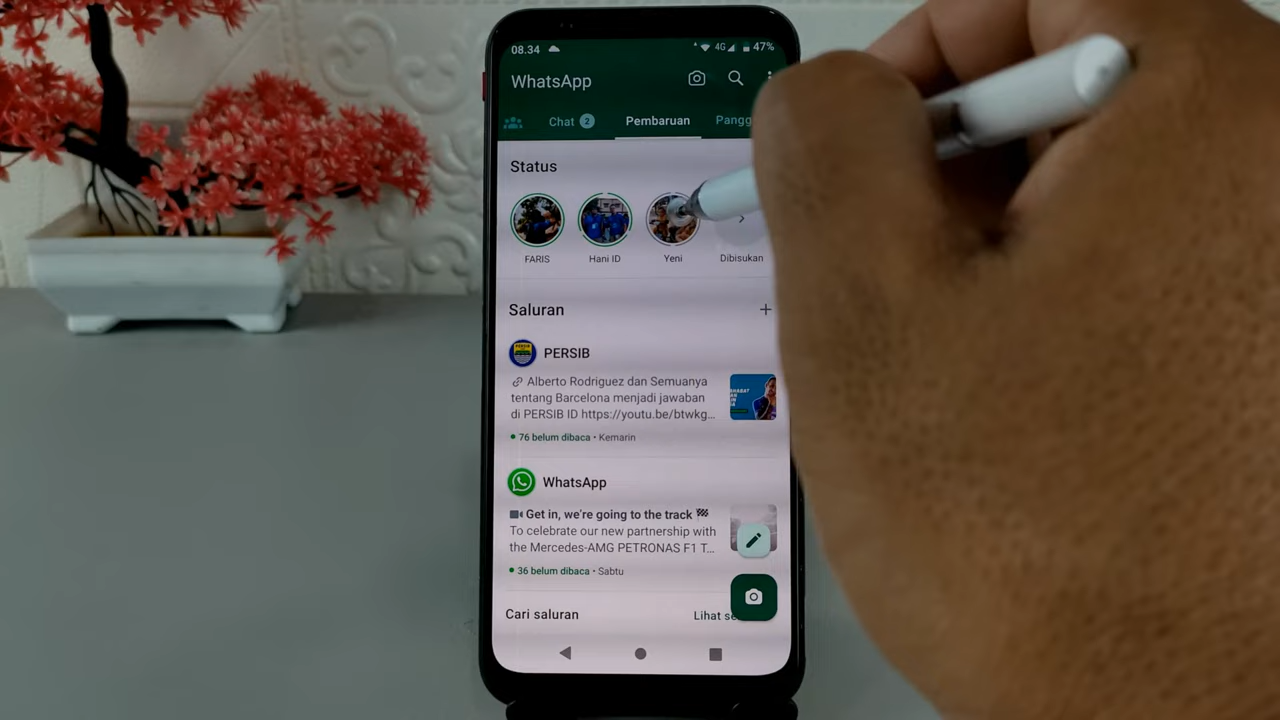 08.34 4G 47%
WhatsApp
Chat 2 Pembaruan
Status
FARIS Hani ID Yeni Dibisukan
Saluran
PERSIB
Alberto Rodriguez dan Semuanya
tentang Barcelona menjadi jawaban
di PERSIB ID https://youtu.be/btwkg...
76 belum dibaca • Kemarin
WhatsApp
Get in, we're going to the track
To celebrate our new partnership with
the Mercedes-AMG PETRONAS F1 T...
36 belum dibaca • Sabtu
Cari saluran Lihat